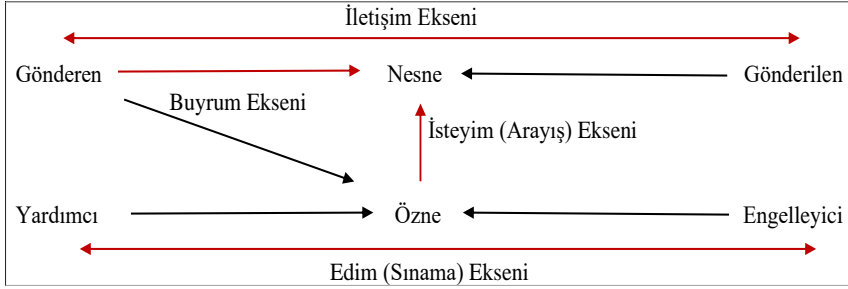 İletişim Ekseni
Gönderen Nesne Gönderilen
Buyrum Ekseni
İsteyim (Arayış) Ekseni
Yardımcı Özne Engelleyici
Edim (Sınama) Ekseni